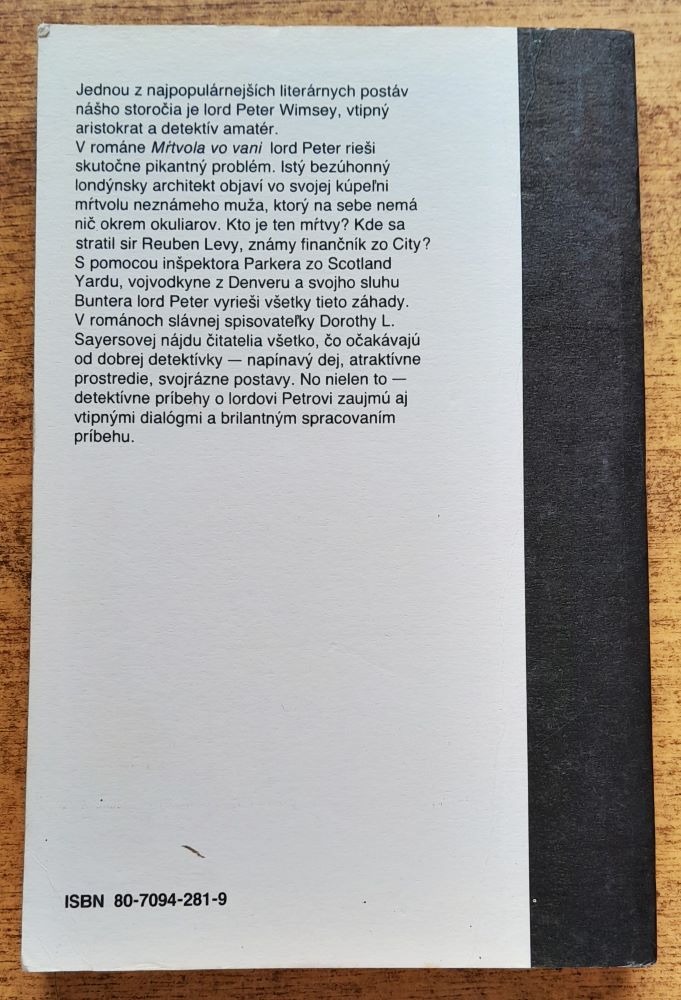 Jednou z najpopulárnejších literárnych postáv
nášho storočia je lord Peter Wimsey, vtipný
aristokrat a detektív amatér.
V románe Mŕtvola vo vani lord Peter rieši
skutočne pikantný problém. Istý bezúhonný
londýnsky architekt objaví vo svojej kúpeľni
mŕtvolu neznámeho muža, ktorý na sebe nemá
nič okrem okuliarov. Kto je ten mŕtvy? Kde sa
stratil sir Reuben Levy, známy finančník zo City?
S pomocou inšpektora Parkera zo Scotland
Yardu, vojvodkyne z Denveru a svojho sluhu
Buntera lord Peter vyrieši všetky tieto záhady.
V románoch slávnej spisovateľky Dorothy L.
Sayersovej nájdu čitatelia všetko, čo očakávajú
od dobrej detektívky — napínavý dej, atraktívne
prostredie, svojrázne postavy. No nielen to —
detektívne príbehy o lordovi Petrovi zaujmú aj
vtipnými dialógmi a brilantným spracovaním
príbehu.
ISBN 80-7094-281-9